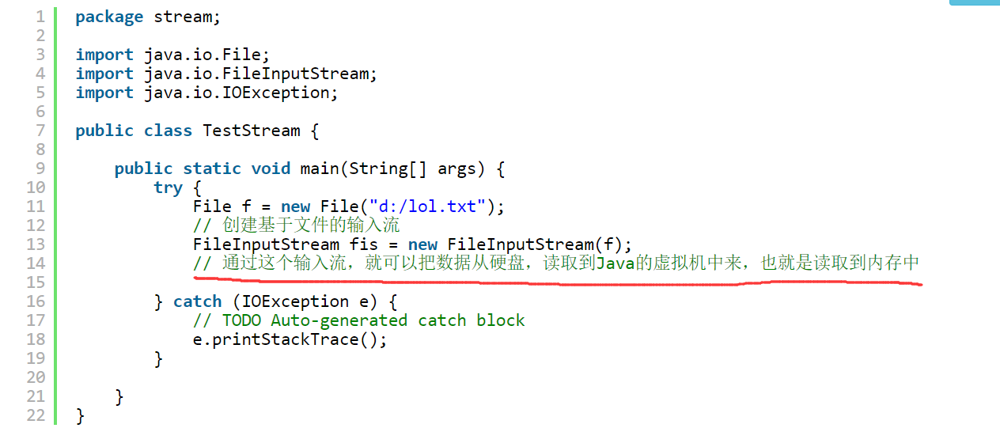 1 package stream;
2
3 import java.io.File;
4 import java.io.FileInputStream;
5 import java.io.IOException;
6
7 public class TestStream {
8
9     public static void main(String[] args) {
10         try {
11             File f = new File("d:/lol.txt");
12             // 创建基于文件的输入流
13             FileInputStream fis = new FileInputStream(f);
14             // 通过这个输入流，就可以把数据从硬盘，读取到Java的虚拟机中来，也就是读取到内存中
15
16         } catch (IOException e) {
17             // TODO Auto-generated catch block
18             e.printStackTrace();
19         }
20
21     }
22 }